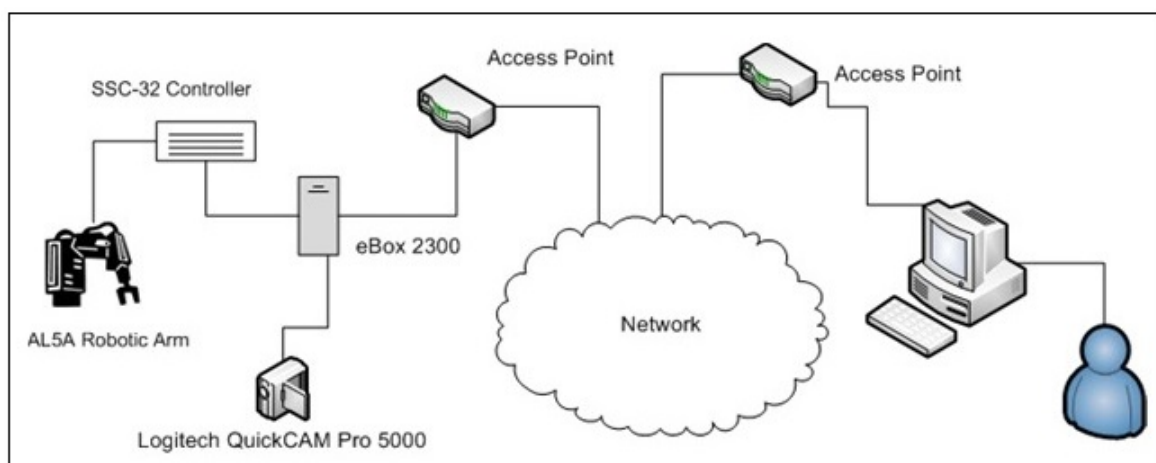 Access Point
Access Point
SSC-32 Controller
eBox 2300
Network
AL5A Robotic Arm
Logitech QuickCAM Pro 5000